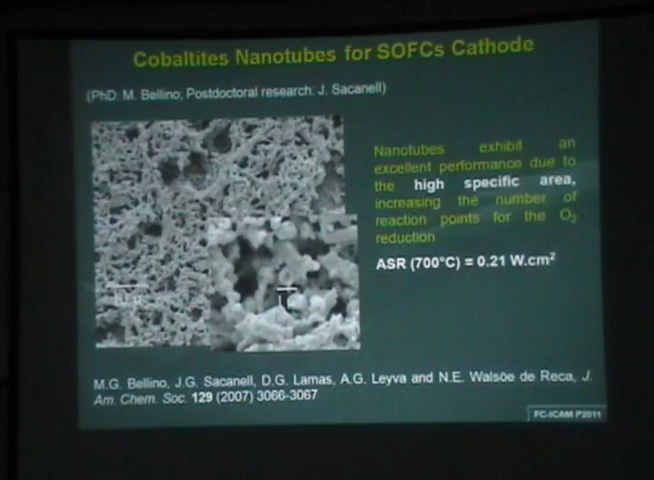 Cobaltites Nanotubes for SOFCs Cathode
(PhD: M. Bellino; Postdoctoral research: J. Sacanell)
Nanotubes exhibit an
excellent performance due to
the high specific area,
increasing the number of
reaction points for the O₂
reduction
ASR (700°C) = 0.21 W.cm²
M.G. Bellino, J.G. Sacanell, D.G. Lamas, A.G. Leyva and N.E. Walsöe de Reca, J.
Am. Chem. Soc. 129 (2007) 3066-3067
FC-ICAM P2011